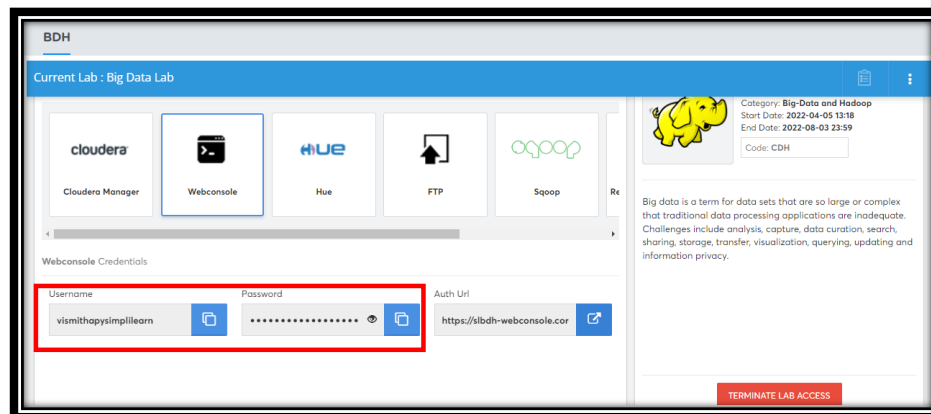 BDH
Current Lab : Big Data Lab
cloudera
HUE
sqoop
Cloudera Manager
Webconsole
Hue
FTP
Sqoop
Re
Webconsole Credentials
Username
Password
Auth Url
vismithapysimplilearn
••••••••••••••••••
https://slbdh-webconsole.cor
Category: Big-Data and Hadoop
Start Date: 2022-04-05 13:18
End Date: 2022-08-03 23:59
Code: CDH
Big data is a term for data sets that are so large or complex
that traditional data processing applications are inadequate.
Challenges include analysis, capture, data curation, search,
sharing, storage, transfer, visualization, querying, updating and
information privacy.
TERMINATE LAB ACCESS